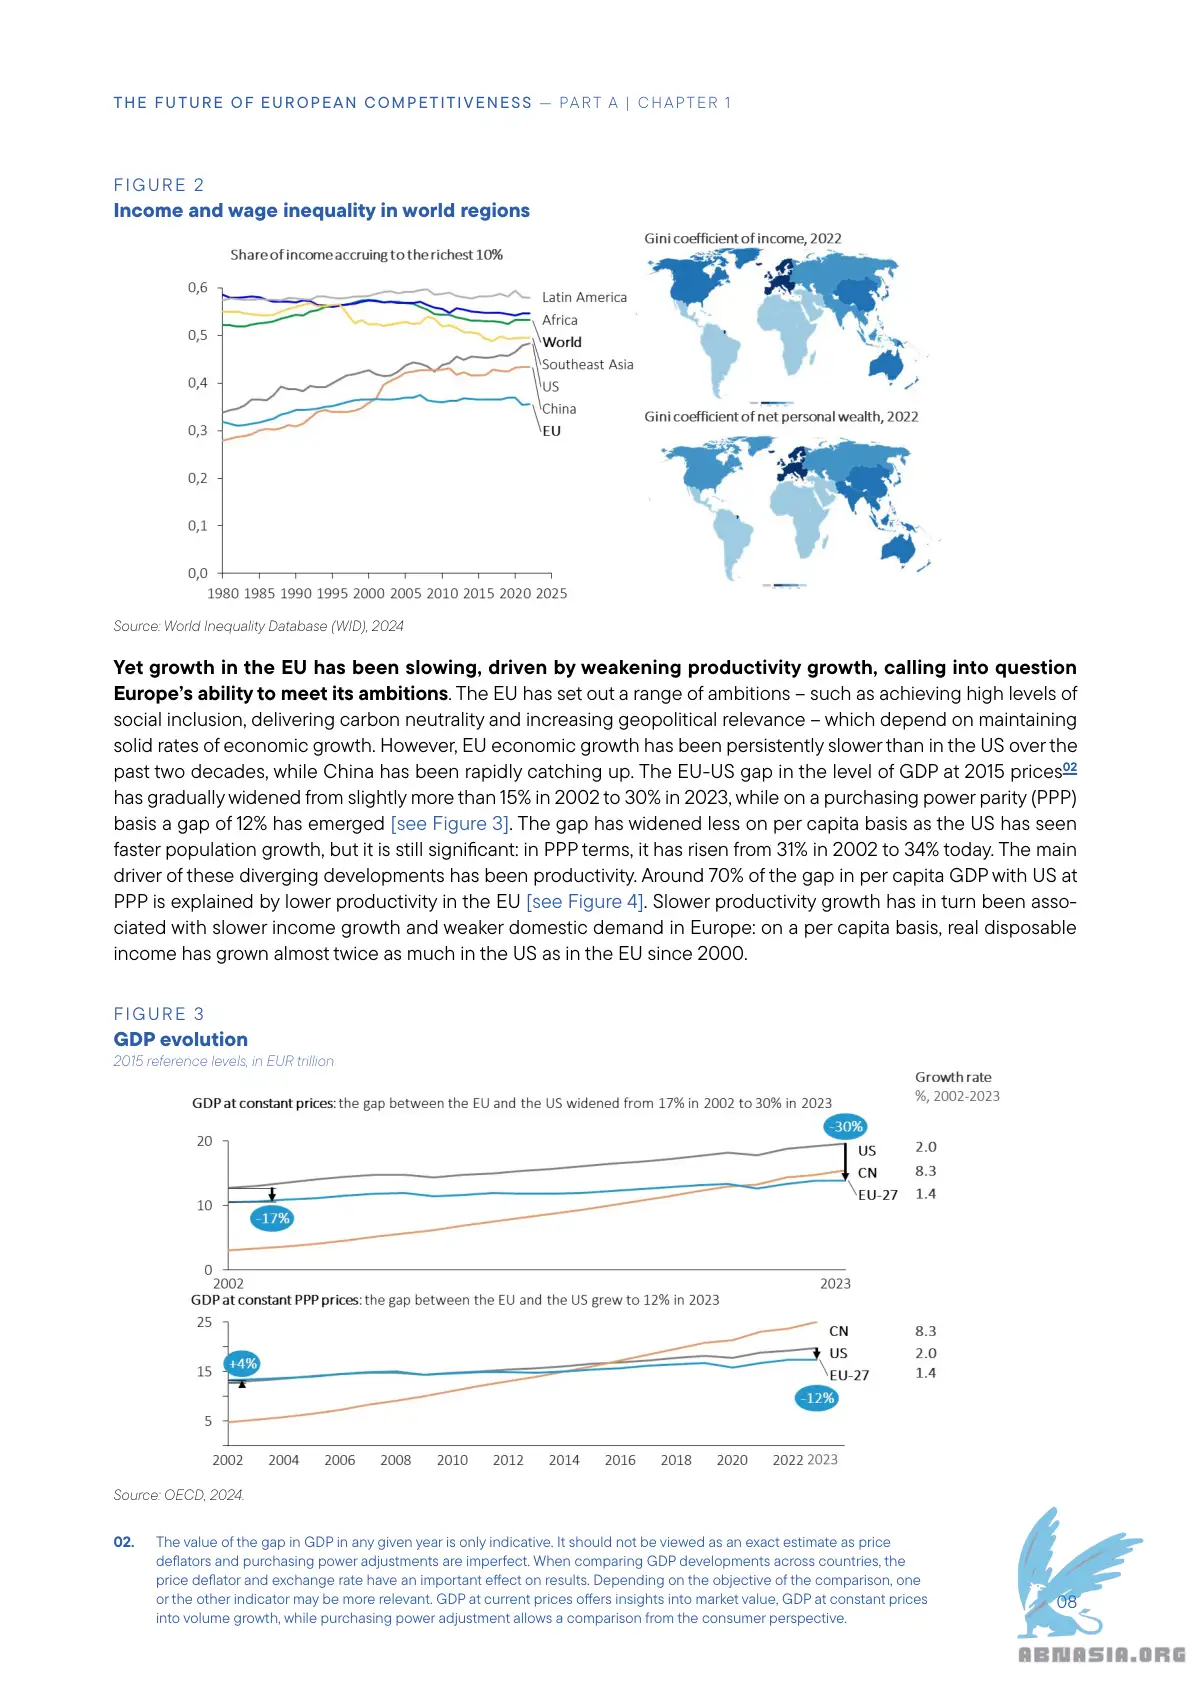 THE FUTURE OF EUROPEAN COMPETITIVENESS — PART A | CHAPTER 1
FIGURE 2
Income and wage inequality in world regions
Share of income accruing to the richest 10%
0,6
0,5
0,4
0,3
0,2
0,1
0,0
1980 1985 1990 1995 2000 2005 2010 2015 2020 2025
Latin America
Africa
World
Southeast Asia
US
China
EU
Gini coefficient of income, 2022
Gini coefficient of net personal wealth, 2022
Source: World Inequality Database (WID), 2024
Yet growth in the EU has been slowing, driven by weakening productivity growth, calling into question
Europe's ability to meet its ambitions. The EU has set out a range of ambitions – such as achieving high levels of
social inclusion, delivering carbon neutrality and increasing geopolitical relevance – which depend on maintaining
solid rates of economic growth. However, EU economic growth has been persistently slower than in the US over the
past two decades, while China has been rapidly catching up. The EU-US gap in the level of GDP at 2015 prices02
has gradually widened from slightly more than 15% in 2002 to 30% in 2023, while on a purchasing power parity (PPP)
basis a gap of 12% has emerged [see Figure 3]. The gap has widened less on per capita basis as the US has seen
faster population growth, but it is still significant: in PPP terms, it has risen from 31% in 2002 to 34% today. The main
driver of these diverging developments has been productivity. Around 70% of the gap in per capita GDP with US at
PPP is explained by lower productivity in the EU [see Figure 4]. Slower productivity growth has in turn been asso-
ciated with slower income growth and weaker domestic demand in Europe: on a per capita basis, real disposable
income has grown almost twice as much in the US as in the EU since 2000.
FIGURE 3
GDP evolution
2015 reference levels, in EUR trillion
Growth rate
%, 2002-2023
GDP at constant prices: the gap between the EU and the US widened from 17% in 2002 to 30% in 2023
20
10
0
-17%
-30%
US 2.0
CN 8.3
EU-27 1.4
2002 2023
GDP at constant PPP prices: the gap between the EU and the US grew to 12% in 2023
25
15
5
+4%
-12%
CN 8.3
US 2.0
EU-27 1.4
2002 2004 2006 2008 2010 2012 2014 2016 2018 2020 2022 2023
Source: OECD, 2024.
02. The value of the gap in GDP in any given year is only indicative. It should not be viewed as an exact estimate as price
deflators and purchasing power adjustments are imperfect. When comparing GDP developments across countries, the
price deflator and exchange rate have an important effect on results. Depending on the objective of the comparison, one
or the other indicator may be more relevant. GDP at current prices offers insights into market value, GDP at constant prices
into volume growth, while purchasing power adjustment allows a comparison from the consumer perspective.
08
ABNASIA.ORG